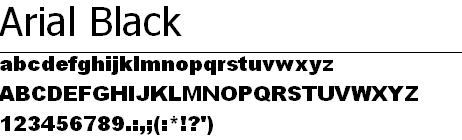 Arial Black
abcdefghijklmnopqrstuvwxyz
ABCDEFGHIJKLMNOPQRSTUVWXYZ
123456789.:,;(:*!?')